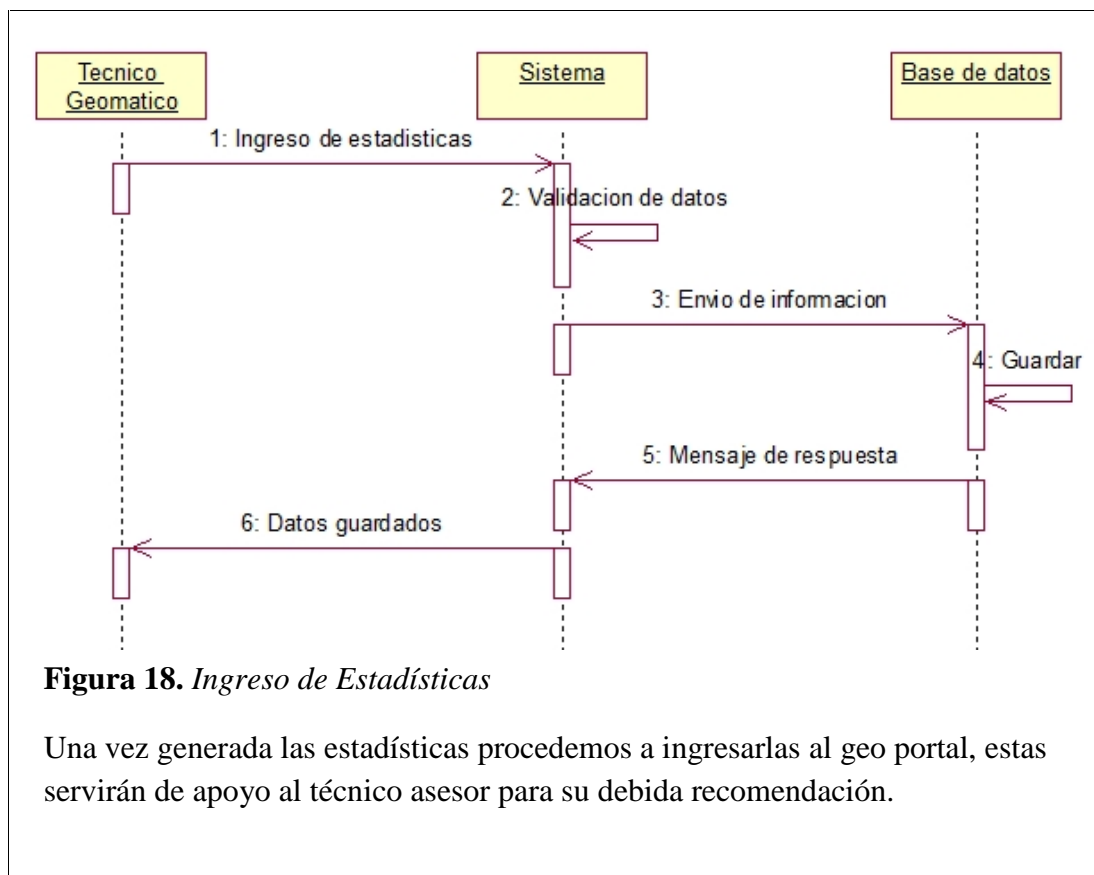 Tecnico
Geomatico
Sistema
Base de datos
1: Ingreso de estadisticas
2: Validacion de datos
3: Envio de informacion
4: Guardar
5: Mensaje de respuesta
6: Datos guardados
Figura 18. Ingreso de Estadísticas
Una vez generada las estadísticas procedemos a ingresarlas al geo portal, estas
servirán de apoyo al técnico asesor para su debida recomendación.